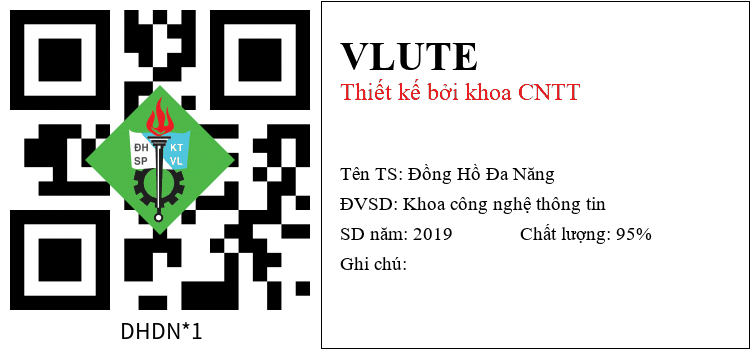 ĐH KT
SP VL
DHDN*1
VLUTE
Thiết kế bởi khoa CNTT
Tên TS: Đồng Hồ Đa Năng
ĐVSD: Khoa công nghệ thông tin
SD năm: 2019 Chất lượng: 95%
Ghi chú: